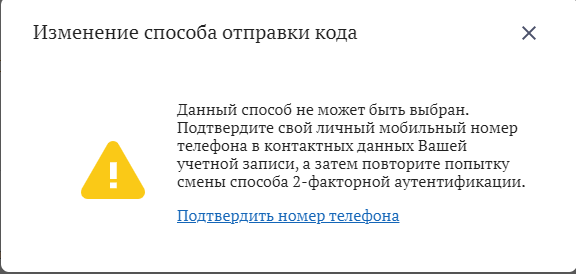 Изменение способа отправки кода
Данный способ не может быть выбран.
Подтвердите свой личный мобильный номер
телефона в контактных данных Вашей
учетной записи, а затем повторите попытку
смены способа 2-факторной аутентификации.
Подтвердить номер телефона